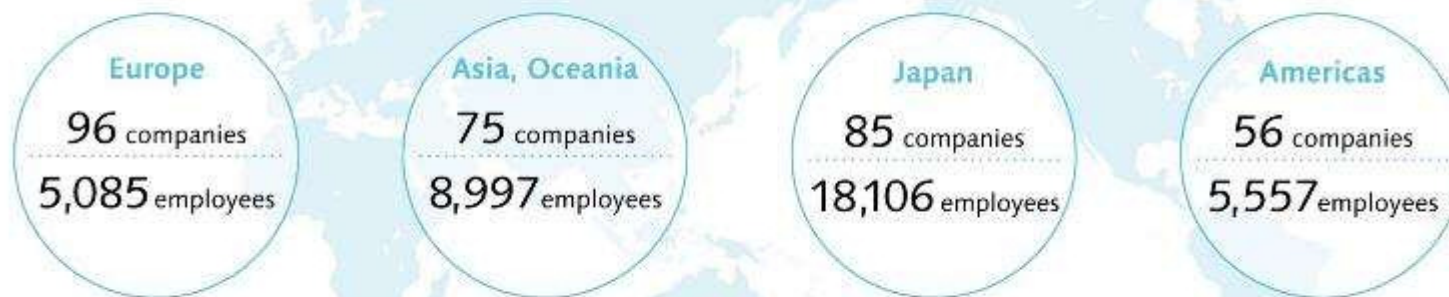 Europe
96 companies
5,085 employees
Asia, Oceania
75 companies
8,997 employees
Japan
85 companies
18,106 employees
Americas
56 companies
5,557 employees